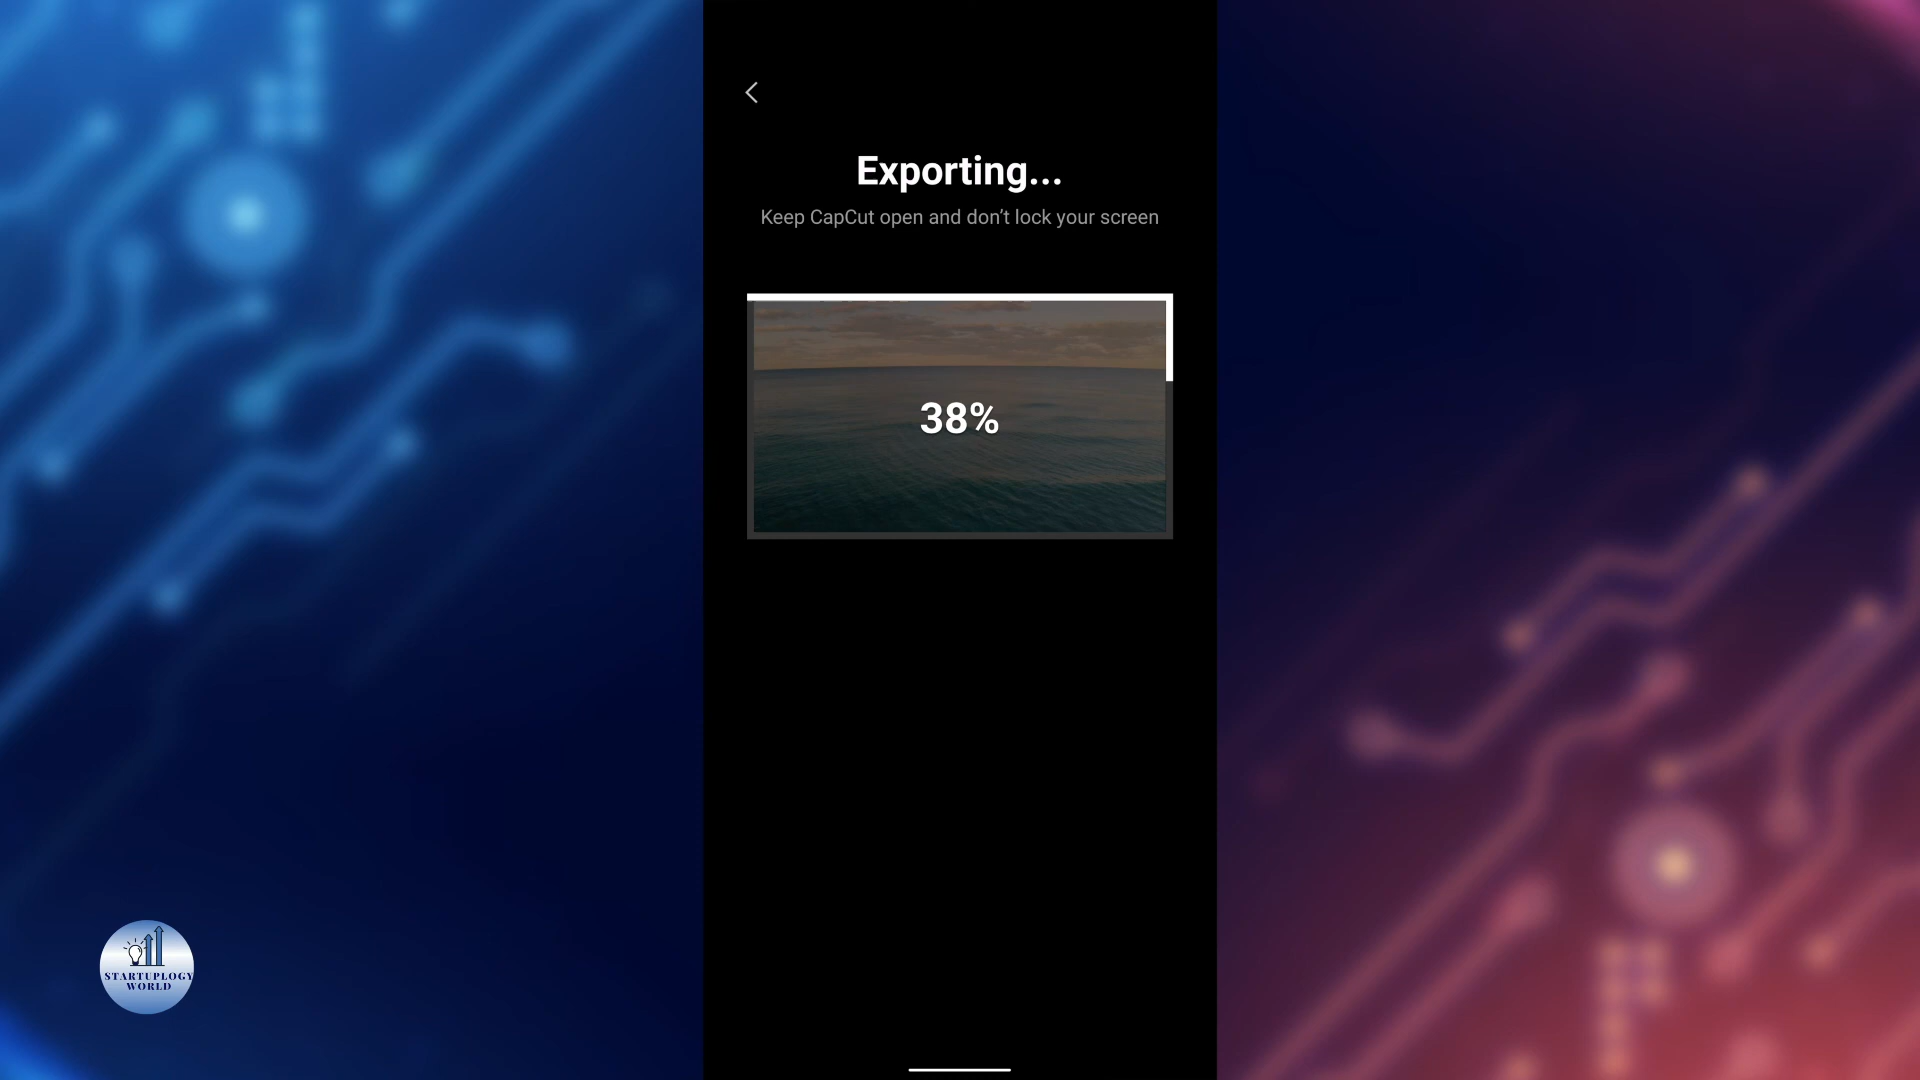 Exporting...
Keep CapCut open and don't lock your screen
38%
STARTUPLOGY
WORLD